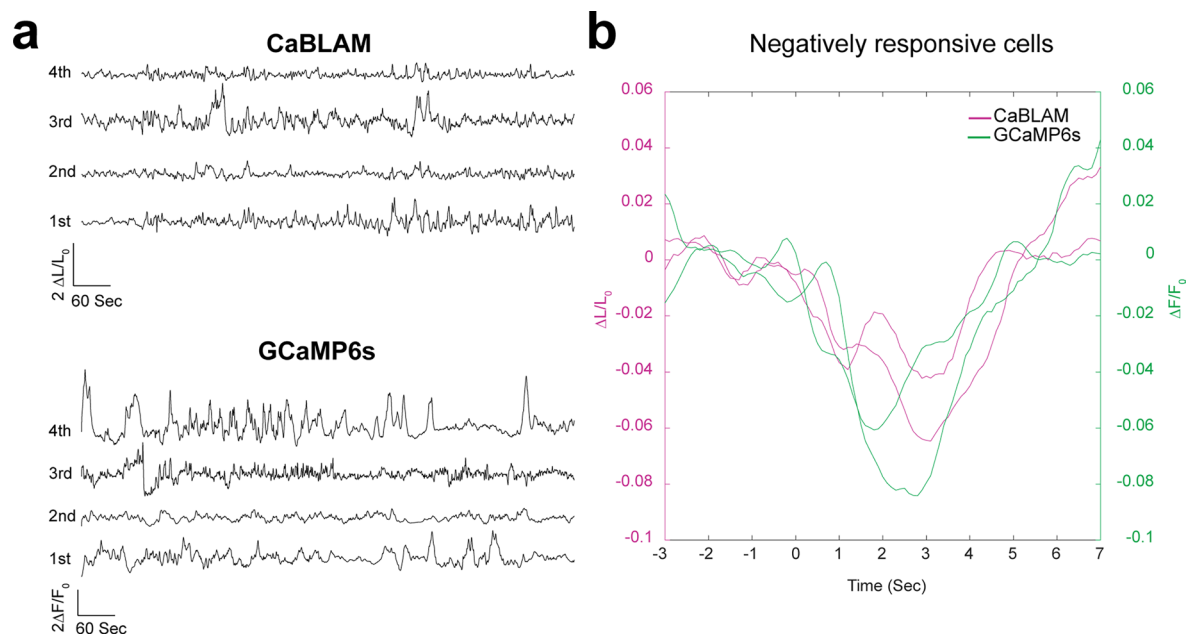 a
CaBLAM
4th
3rd
2nd
1st
2 ΔL/L0
60 Sec
GCaMP6s
4th
3rd
2nd
1st
2ΔF/F0
60 Sec
b
Negatively responsive cells
0.06
0.04
0.02
0
-0.02
-0.04
-0.06
-0.08
-0.1
ΔL/L0
CaBLAM
GCaMP6s
0.06
0.04
0.02
0
-0.02
-0.04
-0.06
-0.08
-0.1
ΔF/F0
-3 -2 -1 0 1 2 3 4 5 6 7
Time (Sec)